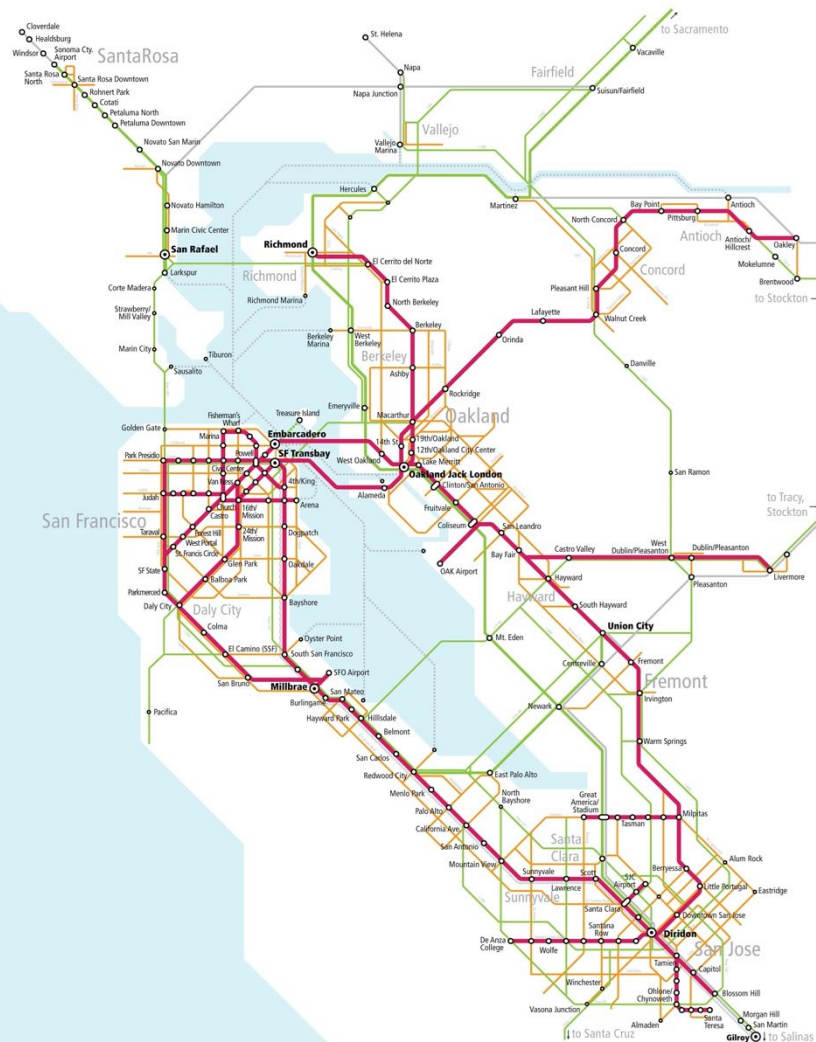 Cloverdale
Healdsburg
Windsor
Sonoma Cty.
Airport
SantaRosa
Santa Rosa
North
Santa Rosa Downtown
Rohnert Park
Cotati
Petaluma North
Petaluma Downtown
Novato San Marin
Novato Downtown
Novato Hamilton
Marin Civic Center
San Rafael
Larkspur
Corte Madera
Strawberry/
Mill Valley
Marin City
Sausalito
Tiburon
St. Helena
Napa
Napa Junction
Vallejo
Vallejo
Marina
Fairfield
Suisun/Fairfield
Vacaville
to Sacramento
Hercules
Martinez
Richmond
Richmond
Richmond Marina
El Cerrito del Norte
El Cerrito Plaza
North Berkeley
Berkeley
Berkeley
Marina
West
Berkeley
Berkeley
Ashby
Emeryville
Macarthur
Rockridge
Orinda
Lafayette
Walnut Creek
Pleasant Hill
Concord
Concord
North Concord
Bay Point
Pittsburg
Antioch
Antioch
Antioch/
Hillcrest
Oakley
Mokelumne
Brentwood
to Stockton
Danville
San Ramon
to Tracy,
Stockton
Oakland
14th St
19th/Oakland
12th/Oakland City Center
Lake Merritt
Oakland Jack London
West Oakland
Alameda
Clinton/San Antonio
Fruitvale
Coliseum
OAK Airport
San Leandro
Bay Fair
Castro Valley
West
Dublin/Pleasanton
Dublin/Pleasanton
Livermore
Pleasanton
Hayward
Hayward
South Hayward
Mt. Eden
Union City
Centreville
Fremont
Fremont
Irvington
Newark
Warm Springs
Treasure Island
Embarcadero
SF Transbay
Golden Gate
Fisherman's
Wharf
Marina
Park Presidio
Powell
Civic Center
Van Ness
4th/King
Judah
Church
Castro
16th/
Mission
Arena
San Francisco
Taraval
Forest Hill
West Portal
St. Francis Circle
24th/
Mission
Dogpatch
Glen Park
Oakdale
SF State
Balboa Park
Parkmerced
Bayshore
Daly City
Daly City
Colma
Oyster Point
El Camino (SSF)
South San Francisco
San Bruno
SFO Airport
Millbrae
Pacifica
Burlingame
San Mateo
Hayward Park
Hilllsdale
Belmont
San Carlos
Redwood City
East Palo Alto
Menlo Park
North
Bayshore
Palo Alto
California Ave.
San Antonio
Mountain View
Great
America/
Stadium
Tasman
Milpitas
Santa
Clara
Sunnyvale
Sunnyvale
Lawrence
Scott
SJC
Airport
Berryessa
Alum Rock
Little Portugal
Eastridge
Santa Clara
Downtown San Jose
Santana
Row
Diridon
De Anza
College
Wolfe
San Jose
Tamien
Capitol
Winchester
Ohlone/
Chynoweth
Blossom Hill
Vasona Junction
Almaden
Santa
Teresa
Morgan Hill
San Martin
Gilroy
to Salinas
to Santa Cruz